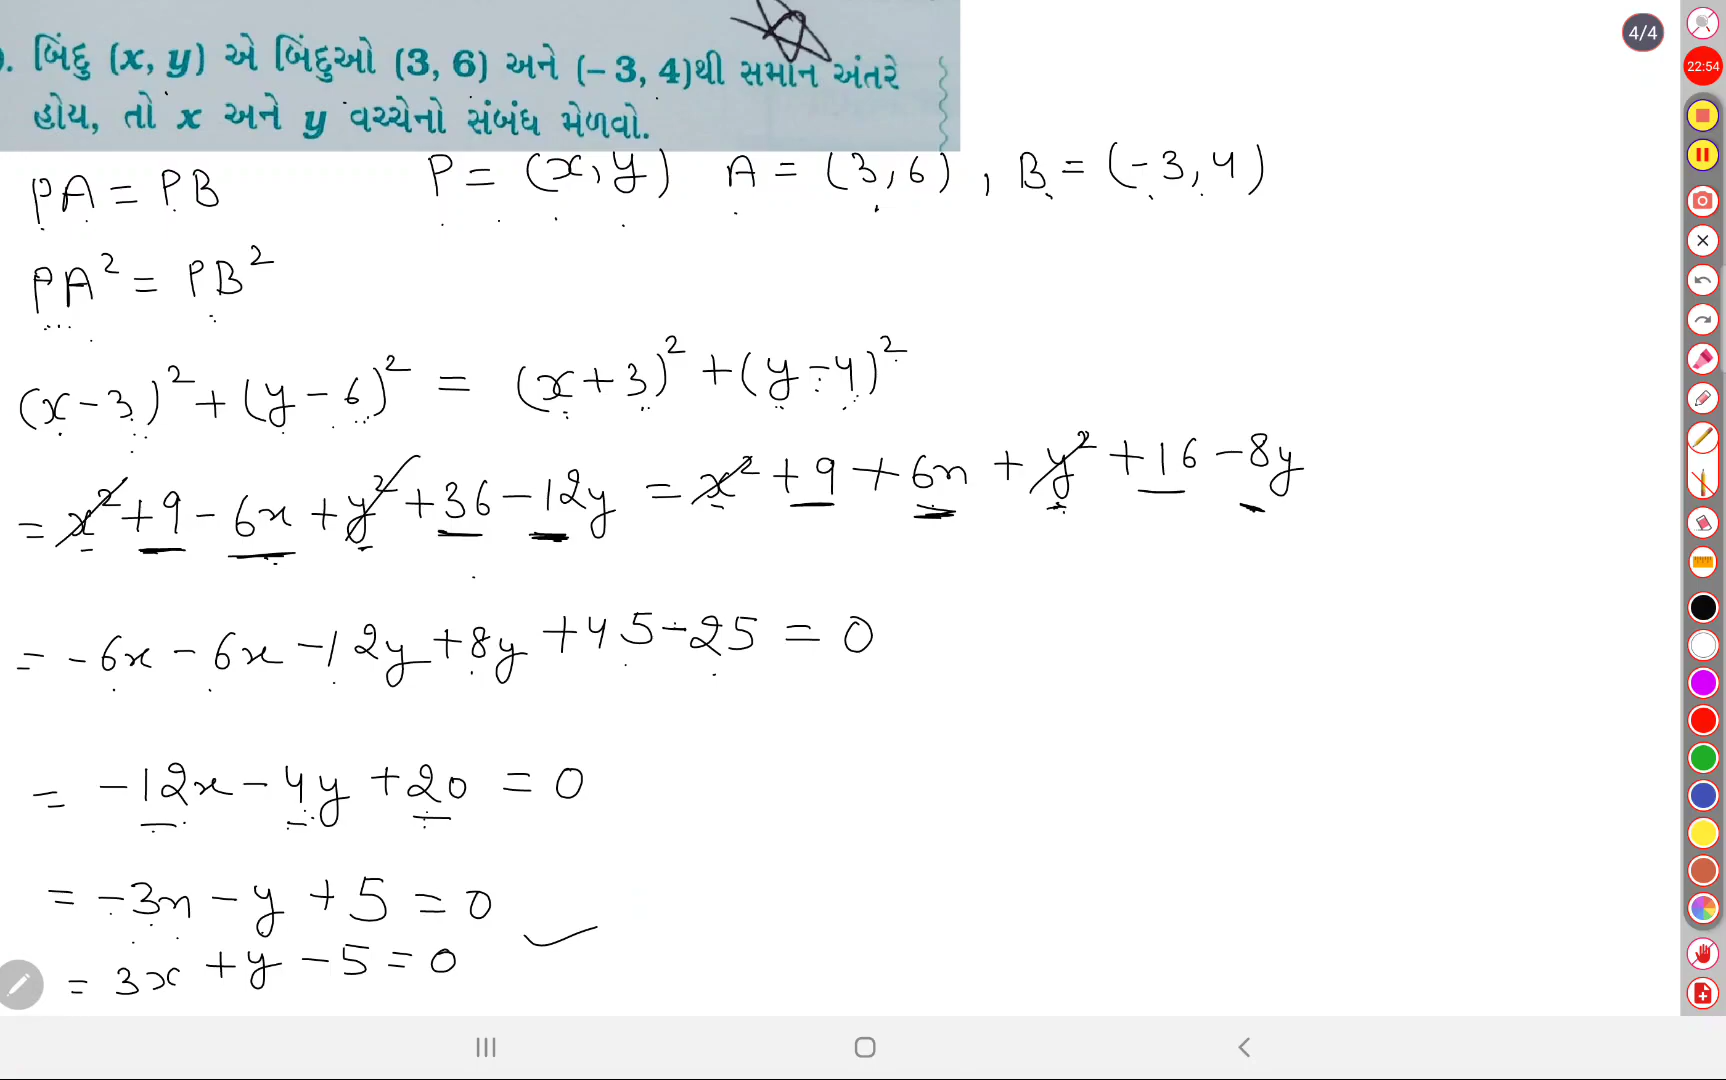 4/4
22:54
. બિંદુ (x, y) એ બિંદુઓ (3, 6) અને (– 3, 4)થી સમાન અંતરે
હોય, તો x અને y વચ્ચેનો સંબંધ મેળવો.
PA = PB P = (x, y) A = (3, 6) , B = (-3, 4)
PA² = PB²
(x-3)² + (y-6)² = (x+3)² + (y-4)²
= x² + 9 - 6x + y² + 36 - 12y = x² + 9 + 6n + y² + 16 - 8y
= -6x - 6x - 12y + 8y + 45 - 25 = 0
= -12x - 4y + 20 = 0
= -3n - y + 5 = 0
= 3x + y - 5 = 0